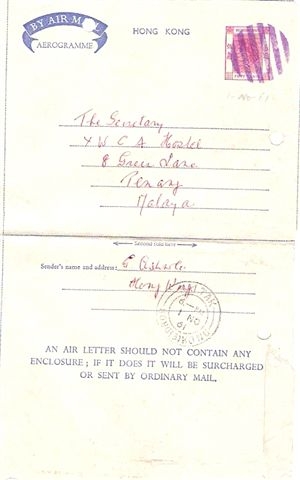 BY AIR MAIL
AEROGRAMME
HONG KONG
The Secretary
Y W C A Hostel
8 Green Lane
Penang
Malaya
Second fold here
Sender's name and address: E
Hong Kong
AN AIR LETTER SHOULD NOT CONTAIN ANY
ENCLOSURE; IF IT DOES IT WILL BE SURCHARGED
OR SENT BY ORDINARY MAIL.